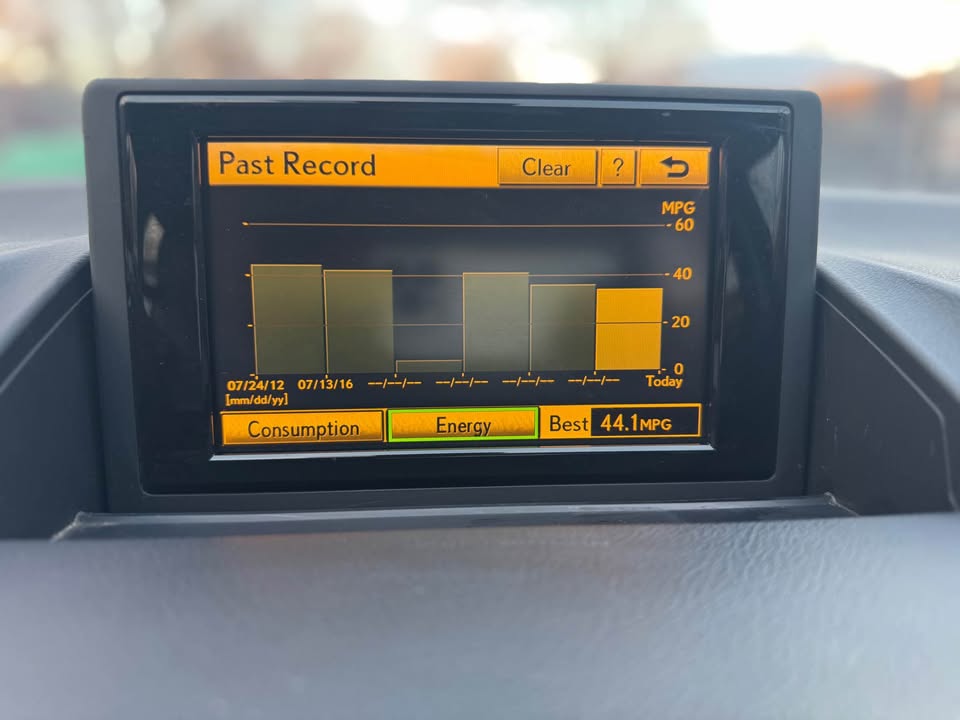 Past Record Clear ?
MPG
60
40
20
0
07/24/12 07/13/16 --/--/-- --/--/-- --/--/-- --/--/-- Today
[mm/dd/yy]
Consumption Energy Best 44.1MPG